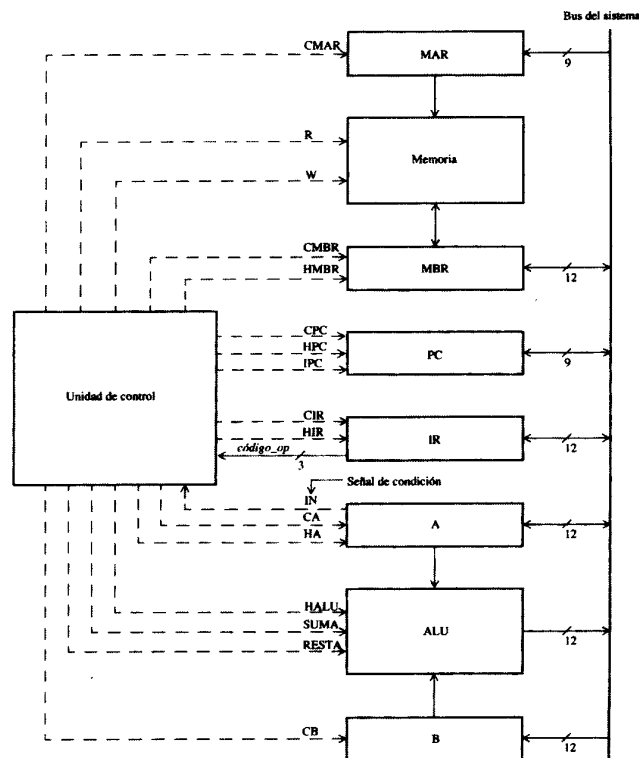 Bus del sistema
CMAR
MAR
9
R
Memoria
W
CMBR
HMBR
MBR
12
CPC
HPC
IPC
PC
9
Unidad de control
CIR
HIR
código_op
3
IR
12
Señal de condición
IN
CA
HA
A
12
HALU
SUMA
RESTA
ALU
12
CB
B
12